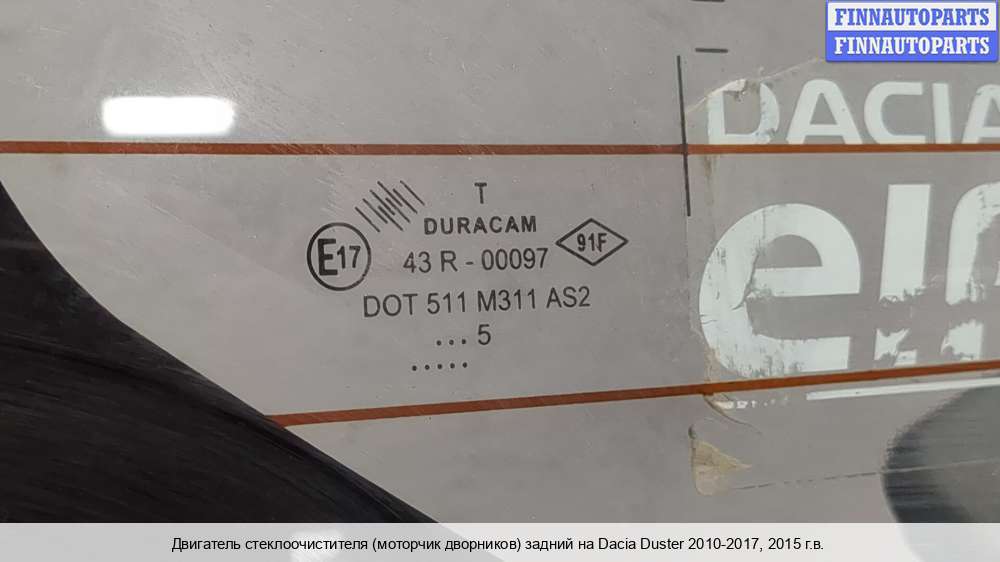 FINNAUTOPARTS
FINNAUTOPARTS
DACIA
elf
T
DURACAM
E17
43 R - 00097
91F
DOT 511 M311 AS2
... 5
.....
Двигатель стеклоочистителя (моторчик дворников) задний на Dacia Duster 2010-2017, 2015 г.в.